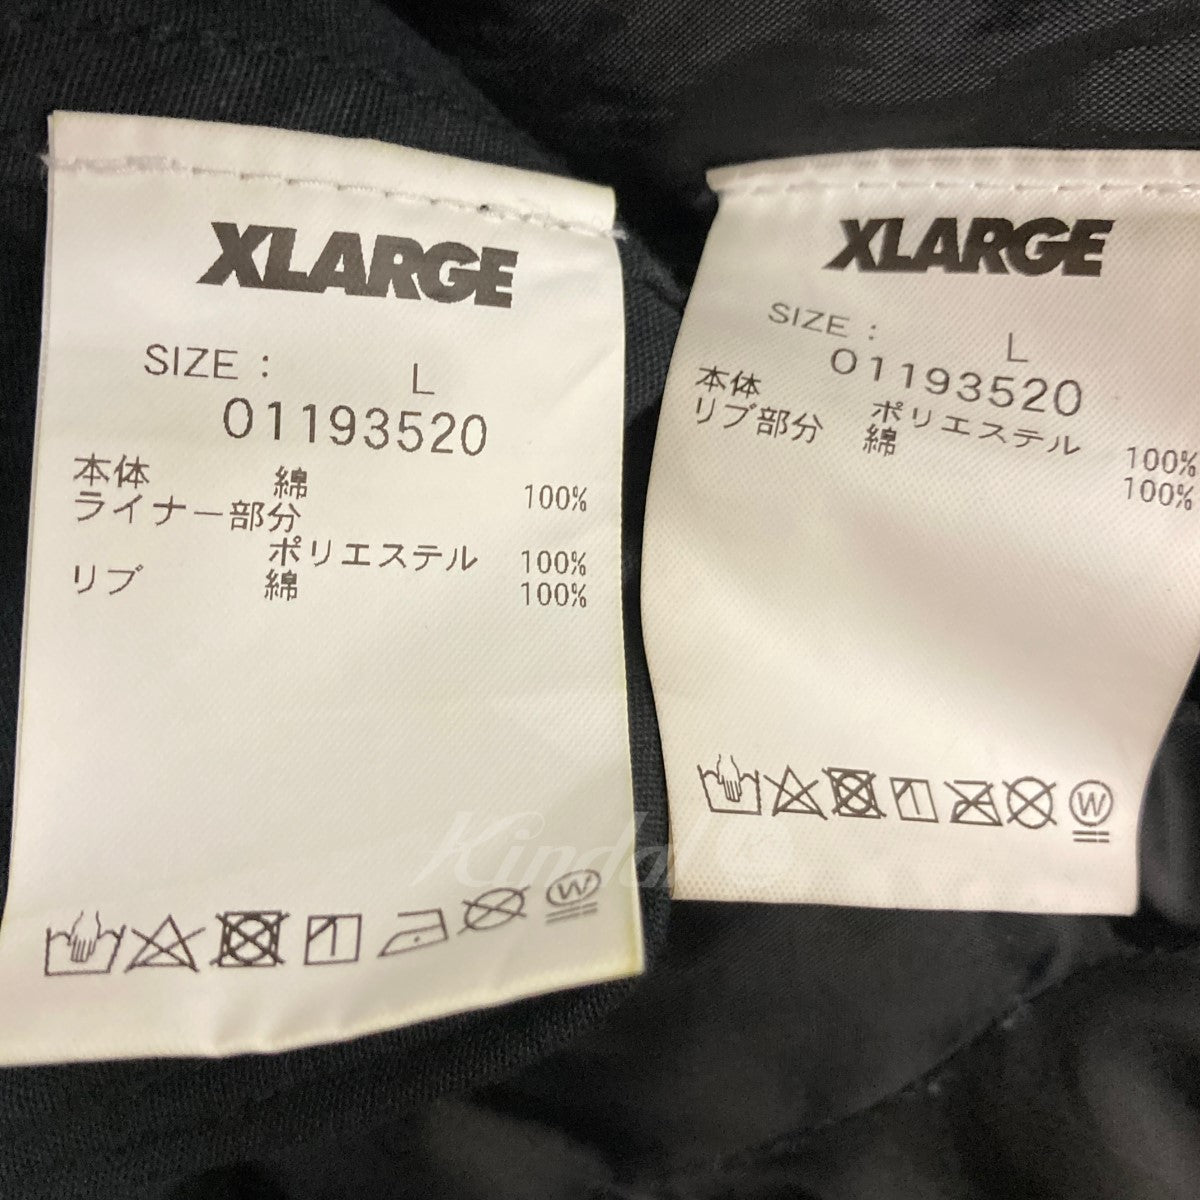 XLARGE
SIZE : L
01193520
本体 綿 100%
ライナー部分
ポリエステル 100%
リブ 綿 100%
W
XLARGE
SIZE : L
01193520
本体 ポリエステル 100%
リブ部分 綿 100%
W
Kindal